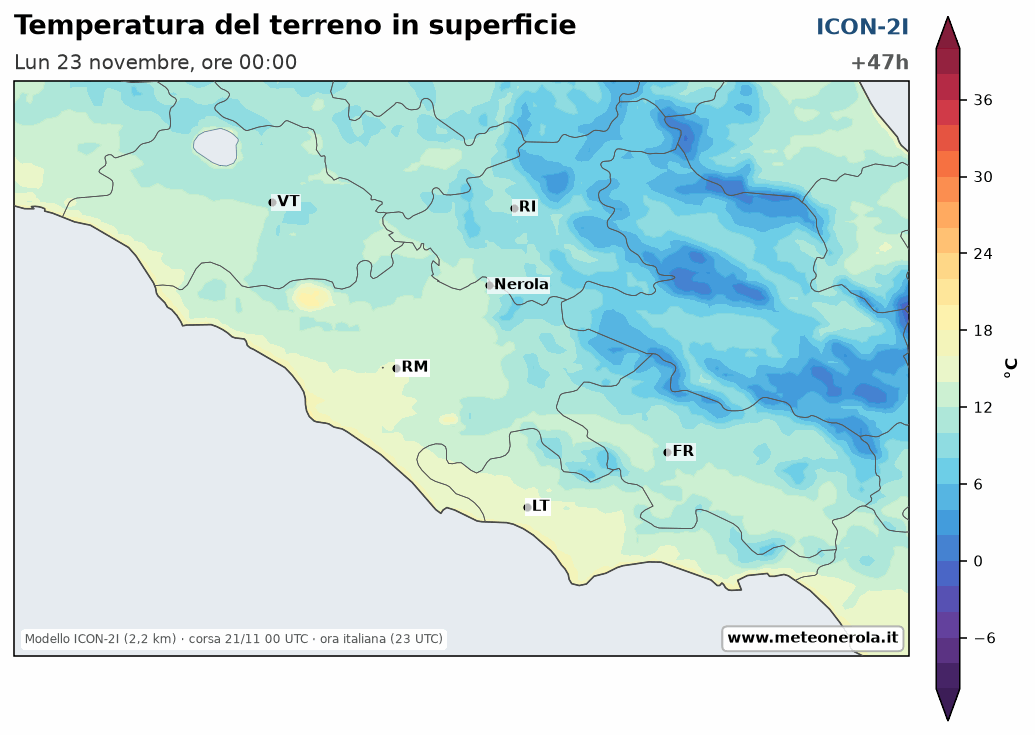 Temperatura del terreno in superficie
ICON-2I
Lun 23 novembre, ore 00:00
+47h
36
30
24
18
12
6
0
−6
°C
VT
RI
Nerola
RM
FR
LT
Modello ICON-2I (2,2 km) · corsa 21/11 00 UTC · ora italiana (23 UTC)
www.meteonerola.it